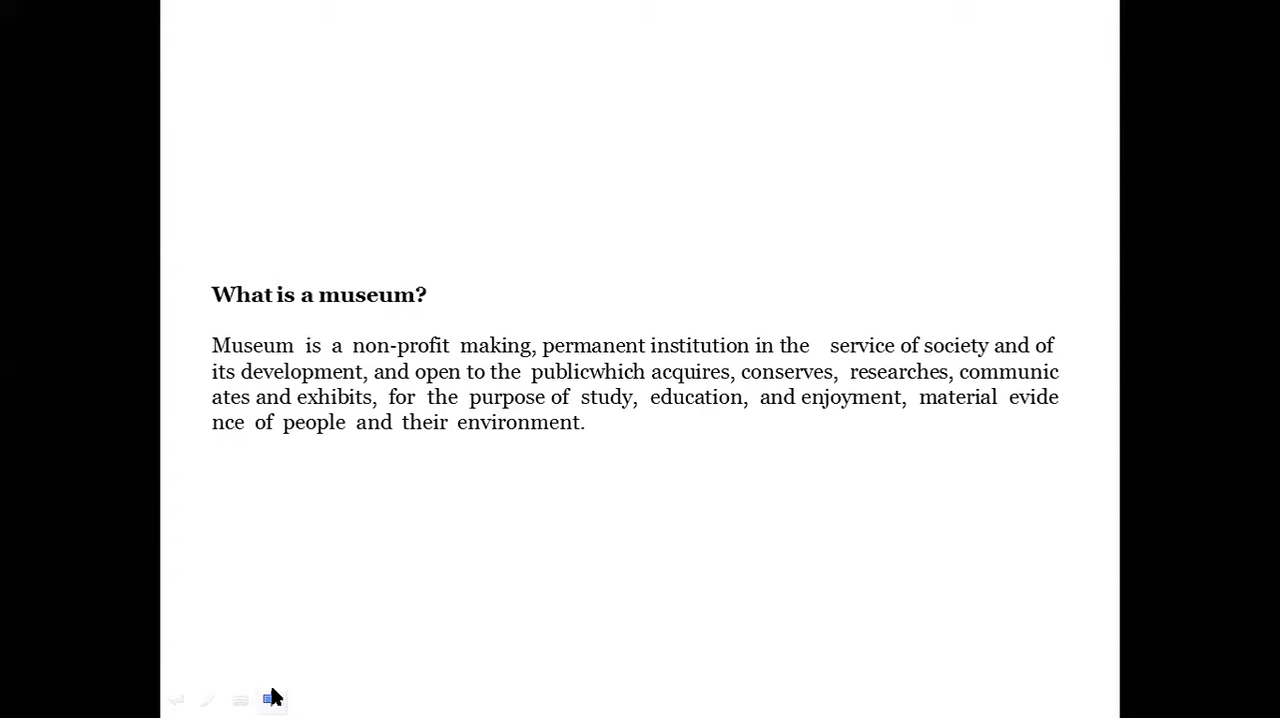 What is a museum?
Museum is a non-profit making, permanent institution in the service of society and of
its development, and open to the publicwhich acquires, conserves, researches, communic
ates and exhibits, for the purpose of study, education, and enjoyment, material evide
nce of people and their environment.